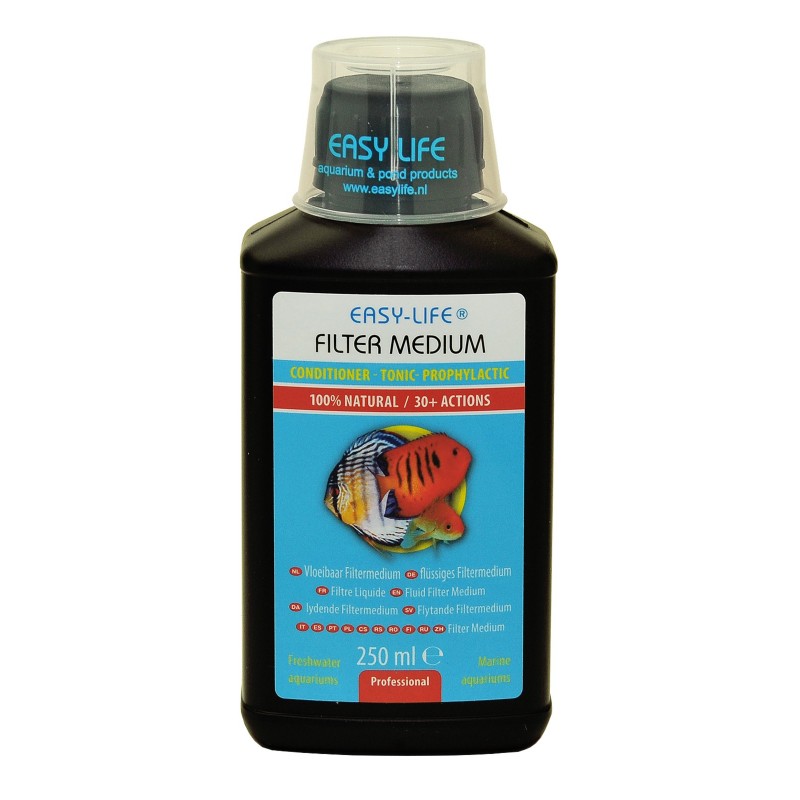 EASY LIFE
aquarium & pond products
www.easylife.nl
EASY-LIFE®
FILTER MEDIUM
CONDITIONER - TONIC- PROPHYLACTIC
100% NATURAL / 30+ ACTIONS
NL Vloeibaar Filtermedium DE flüssiges Filtermedium
FR Filtre Liquide EN Fluid Filter Medium
DA lydende Filtermedium SV Flytande Filtermedium
IT ES PT PL CS RS RO FI RU ZH Filter Medium
Freshwater aquariums
250 ml ℮
Marine aquariums
Professional